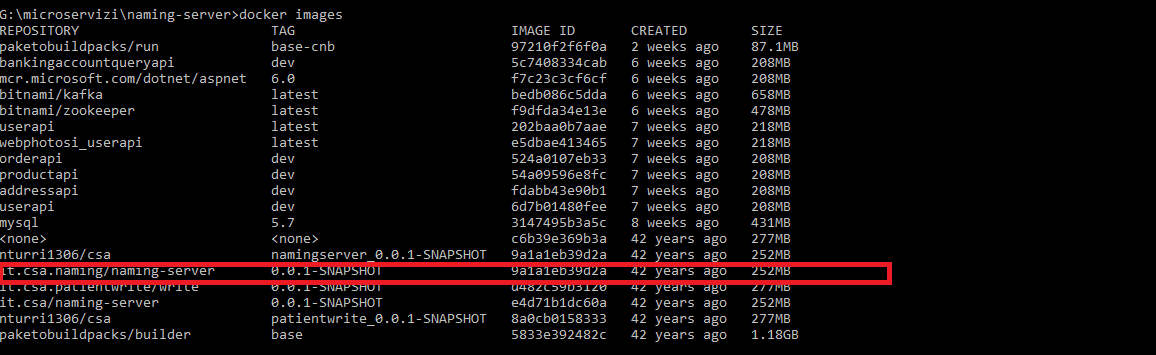 G:\microservizi\naming-server>docker images
REPOSITORY TAG IMAGE ID CREATED SIZE
paketobuildpacks/run base-cnb 97210f2f6f0a 2 weeks ago 87.1MB
bankingaccountqueryapi dev 5c7408334cab 6 weeks ago 208MB
mcr.microsoft.com/dotnet/aspnet 6.0 f7c23c3cf6cf 6 weeks ago 208MB
bitnami/kafka latest bedb086c5dda 6 weeks ago 658MB
bitnami/zookeeper latest f9dfda34e13e 6 weeks ago 478MB
userapi latest 202baa0b7aae 7 weeks ago 218MB
webphotosi_userapi latest e5dbae413465 7 weeks ago 218MB
orderapi dev 524a0107eb33 7 weeks ago 208MB
productapi dev 54a09596e8fc 7 weeks ago 208MB
addressapi dev fdabb43e90b1 7 weeks ago 208MB
userapi dev 6d7b01480fee 7 weeks ago 208MB
mysql 5.7 3147495b3a5c 8 weeks ago 431MB
<none> <none> c6b39e369b3a 42 years ago 277MB
nturri1306/csa namingserver_0.0.1-SNAPSHOT 9a1a1eb39d2a 42 years ago 252MB
it.csa.naming/naming-server 0.0.1-SNAPSHOT 9a1a1eb39d2a 42 years ago 252MB
it.csa.patientwrite/write 0.0.1-SNAPSHOT d482c59b3120 42 years ago 277MB
it.csa/naming-server 0.0.1-SNAPSHOT e4d71b1dc60a 42 years ago 252MB
nturri1306/csa patientwrite_0.0.1-SNAPSHOT 8a0cb0158333 42 years ago 277MB
paketobuildpacks/builder base 5833e392482c 42 years ago 1.18GB